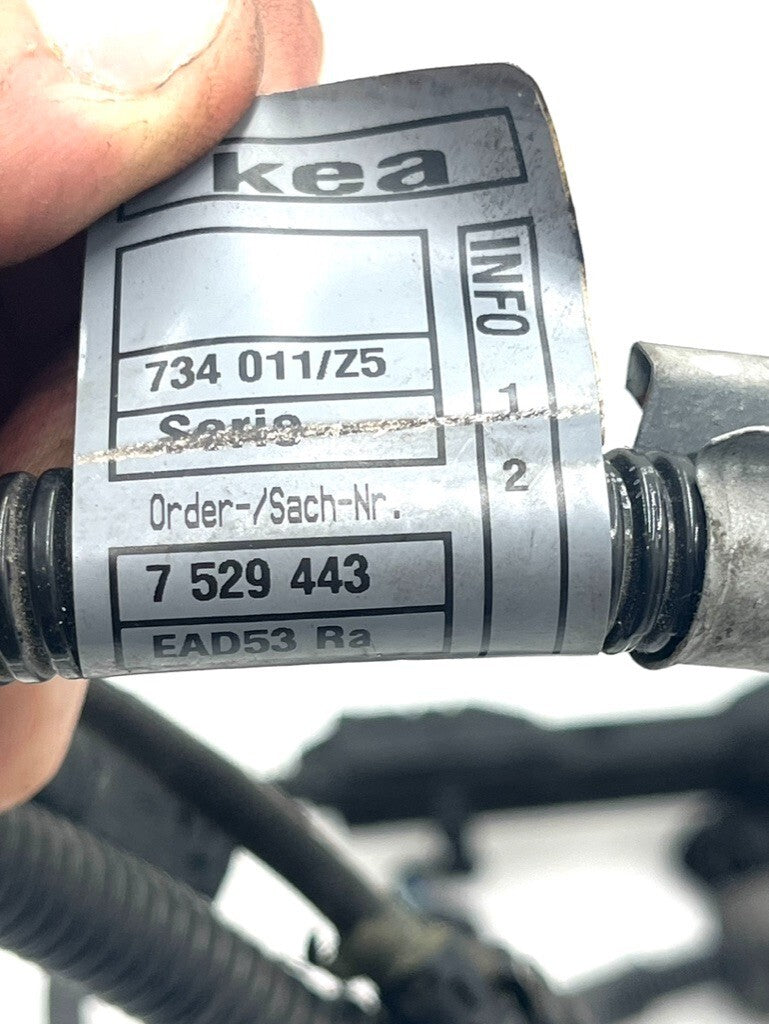 kea
INFO
734 011/Z5
1
Serie
2
Order-/Sach-Nr.
7 529 443
EAD53 Ra